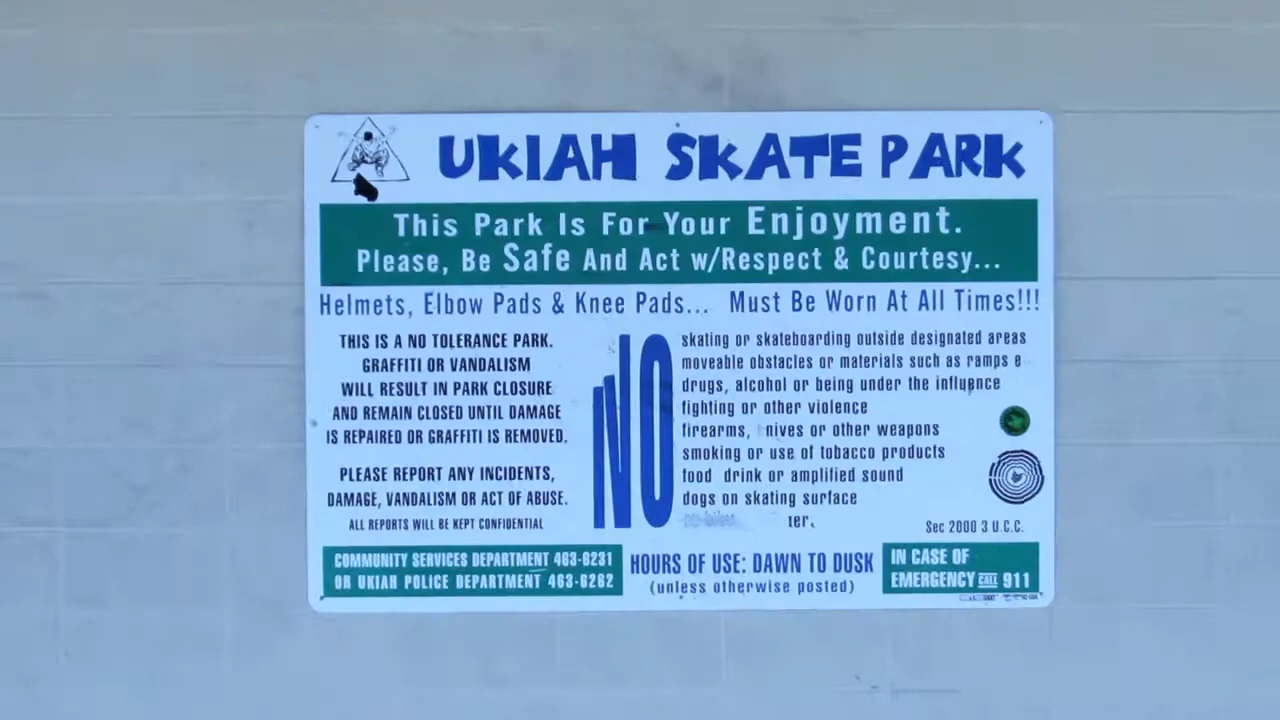 UKIAH SKATE PARK
This Park Is For Your Enjoyment.
Please, Be Safe And Act w/Respect & Courtesy...
Helmets, Elbow Pads & Knee Pads... Must Be Worn At All Times!!!
THIS IS A NO TOLERANCE PARK.
GRAFFITI OR VANDALISM
WILL RESULT IN PARK CLOSURE
AND REMAIN CLOSED UNTIL DAMAGE
IS REPAIRED OR GRAFFITI IS REMOVED.
PLEASE REPORT ANY INCIDENTS,
DAMAGE, VANDALISM OR ACT OF ABUSE.
ALL REPORTS WILL BE KEPT CONFIDENTIAL
NO
skating or skateboarding outside designated areas
moveable obstacles or materials such as ramps
drugs, alcohol or being under the influence
fighting or other violence
firearms, nives or other weapons
smoking or use of tobacco products
food drink or amplified sound
dogs on skating surface
Sec 2000 3 U.C.C.
COMMUNITY SERVICES DEPARTMENT 463-6231
OR UKIAH POLICE DEPARTMENT 463-6262
HOURS OF USE: DAWN TO DUSK
(unless otherwise posted)
IN CASE OF
EMERGENCY CALL 911